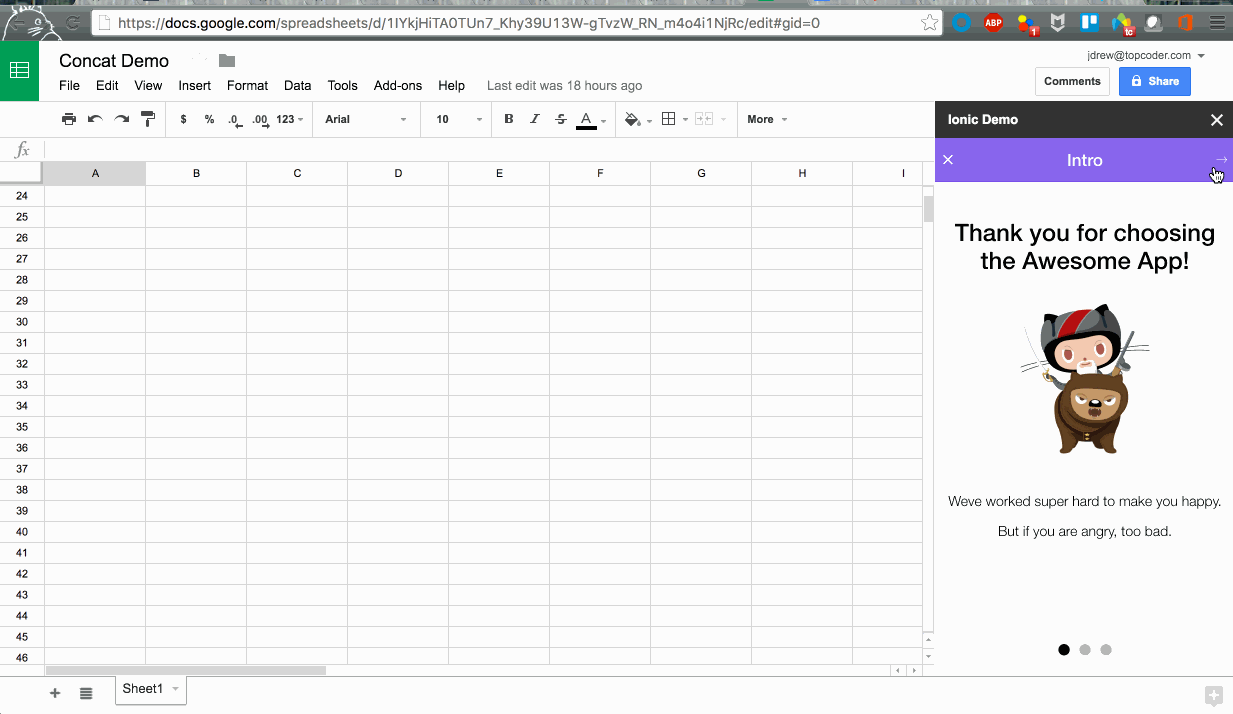 https://docs.google.com/spreadsheets/d/1IYkjHiTA0TUn7_Khy39U13W-gTvzW_RN_m4o4i1NjRc/edit#gid=0
ABP
1
tc
Concat Demo
jdrew@topcoder.com
File Edit View Insert Format Data Tools Add-ons Help Last edit was 18 hours ago
Comments Share
$ % .0 .00 123 Arial 10 B I S A More
Ionic Demo
fx
Intro
A B C D E F G H I
24
25
26
27
28
29
30
31
32
33
34
35
36
37
38
39
40
41
42
43
44
45
46
Thank you for choosing
the Awesome App!
Weve worked super hard to make you happy.
But if you are angry, too bad.
Sheet1